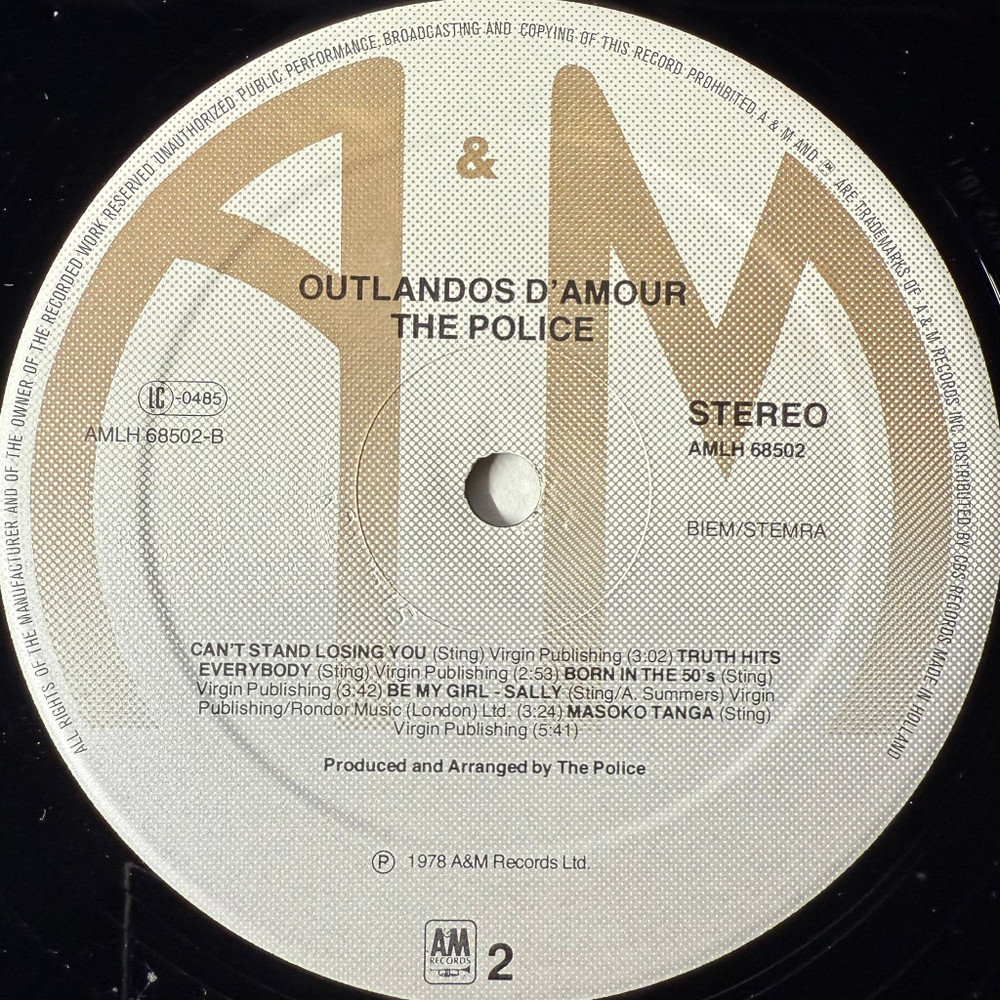 ALL RIGHTS OF THE MANUFACTURER AND OF THE OWNER OF THE RECORDED WORK RESERVED UNAUTHORIZED PUBLIC PERFORMANCE, BROADCASTING AND COPYING OF THIS RECORD PROHIBITED. A & M AND AM ARE TRADEMARKS OF A & M RECORDS INC. DISTRIBUTED BY CBS RECORDS MADE IN HOLLAND
A & M
OUTLANDOS D'AMOUR
THE POLICE
LC-0485
AMLH 68502-B
STEREO
AMLH 68502
BIEM/STEMRA
CAN'T STAND LOSING YOU (Sting) Virgin Publishing (3:02) TRUTH HITS
EVERYBODY (Sting) Virgin Publishing (2:53) BORN IN THE 50's (Sting)
Virgin Publishing (3:42) BE MY GIRL - SALLY (Sting/A. Summers) Virgin
Publishing/Rondor Music (London) Ltd. (3:24) MASOKO TANGA (Sting)
Virgin Publishing (5:41)
Produced and Arranged by The Police
Ⓟ 1978 A&M Records Ltd.
AM
RECORDS
2